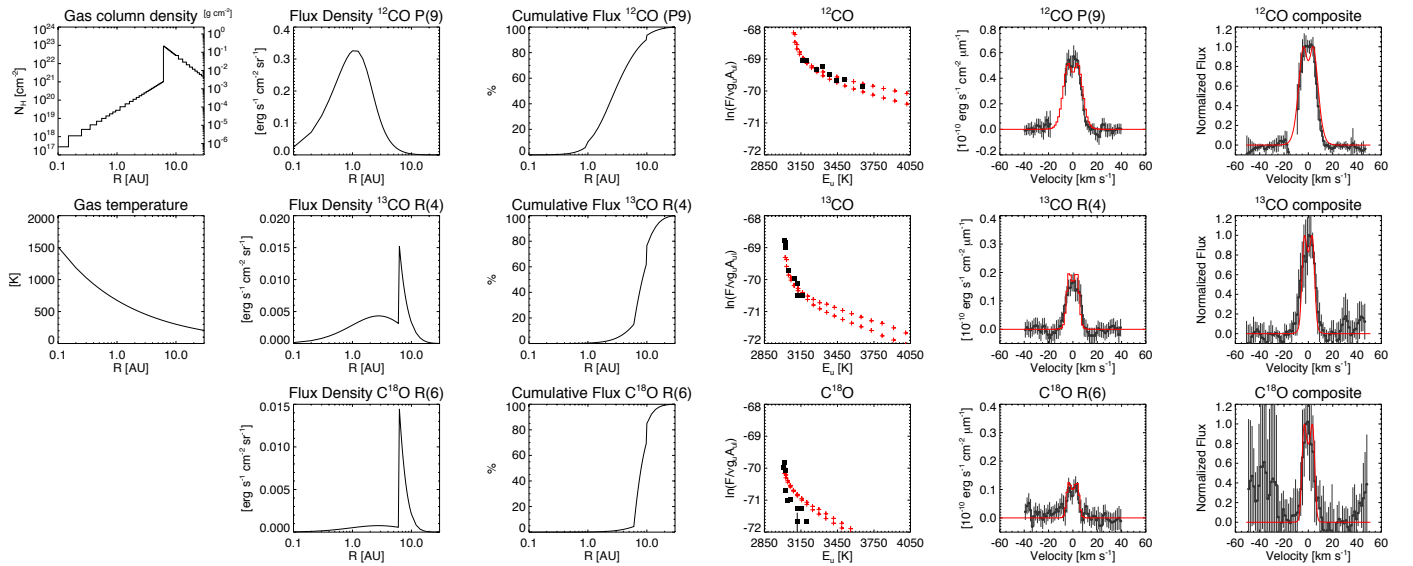 Gas column density [g cm⁻²]
N_H [cm⁻²]
10²⁴
10²³
10²²
10²¹
10²⁰
10¹⁹
10¹⁸
10¹⁷
10⁰
10⁻¹
10⁻²
10⁻³
10⁻⁴
10⁻⁵
10⁻⁶
0.1 1.0 10.0
R [AU]
Flux Density ¹²CO P(9)
[erg s⁻¹ cm⁻² sr⁻¹]
0.4
0.3
0.2
0.1
0.0
0.1 1.0 10.0
R [AU]
Cumulative Flux ¹²CO (P9)
%
100
80
60
40
20
0
0.1 1.0 10.0
R [AU]
¹²CO
ln(F/νg_uA_ul)
-68
-69
-70
-71
-72
2850 3150 3450 3750 4050
E_u [K]
¹²CO P(9)
[10⁻¹⁰ erg s⁻¹ cm⁻² μm⁻¹]
0.8
0.6
0.4
0.2
0.0
-0.2
-60 -40 -20 0 20 40 60
Velocity [km s⁻¹]
¹²CO composite
Normalized Flux
1.2
1.0
0.8
0.6
0.4
0.2
0.0
-60 -40 -20 0 20 40 60
Velocity [km s⁻¹]
Gas temperature
[K]
2000
1500
1000
500
0
0.1 1.0 10.0
R [AU]
Flux Density ¹³CO R(4)
[erg s⁻¹ cm⁻² sr⁻¹]
0.020
0.015
0.010
0.005
0.000
0.1 1.0 10.0
R [AU]
Cumulative Flux ¹³CO R(4)
%
100
80
60
40
20
0
0.1 1.0 10.0
R [AU]
¹³CO
ln(F/νg_uA_ul)
-68
-69
-70
-71
-72
2850 3150 3450 3750 4050
E_u [K]
¹³CO R(4)
[10⁻¹⁰ erg s⁻¹ cm⁻² μm⁻¹]
0.4
0.3
0.2
0.1
0.0
-60 -40 -20 0 20 40 60
Velocity [km s⁻¹]
¹³CO composite
Normalized Flux
1.2
1.0
0.8
0.6
0.4
0.2
0.0
-60 -40 -20 0 20 40 60
Velocity [km s⁻¹]
Flux Density C¹⁸O R(6)
[erg s⁻¹ cm⁻² sr⁻¹]
0.015
0.010
0.005
0.000
0.1 1.0 10.0
R [AU]
Cumulative Flux C¹⁸O R(6)
%
100
80
60
40
20
0
0.1 1.0 10.0
R [AU]
C¹⁸O
ln(F/νg_uA_ul)
-68
-69
-70
-71
-72
2850 3150 3450 3750 4050
E_u [K]
C¹⁸O R(6)
[10⁻¹⁰ erg s⁻¹ cm⁻² μm⁻¹]
0.4
0.3
0.2
0.1
0.0
-60 -40 -20 0 20 40 60
Velocity [km s⁻¹]
C¹⁸O composite
Normalized Flux
1.2
1.0
0.8
0.6
0.4
0.2
0.0
-60 -40 -20 0 20 40 60
Velocity [km s⁻¹]